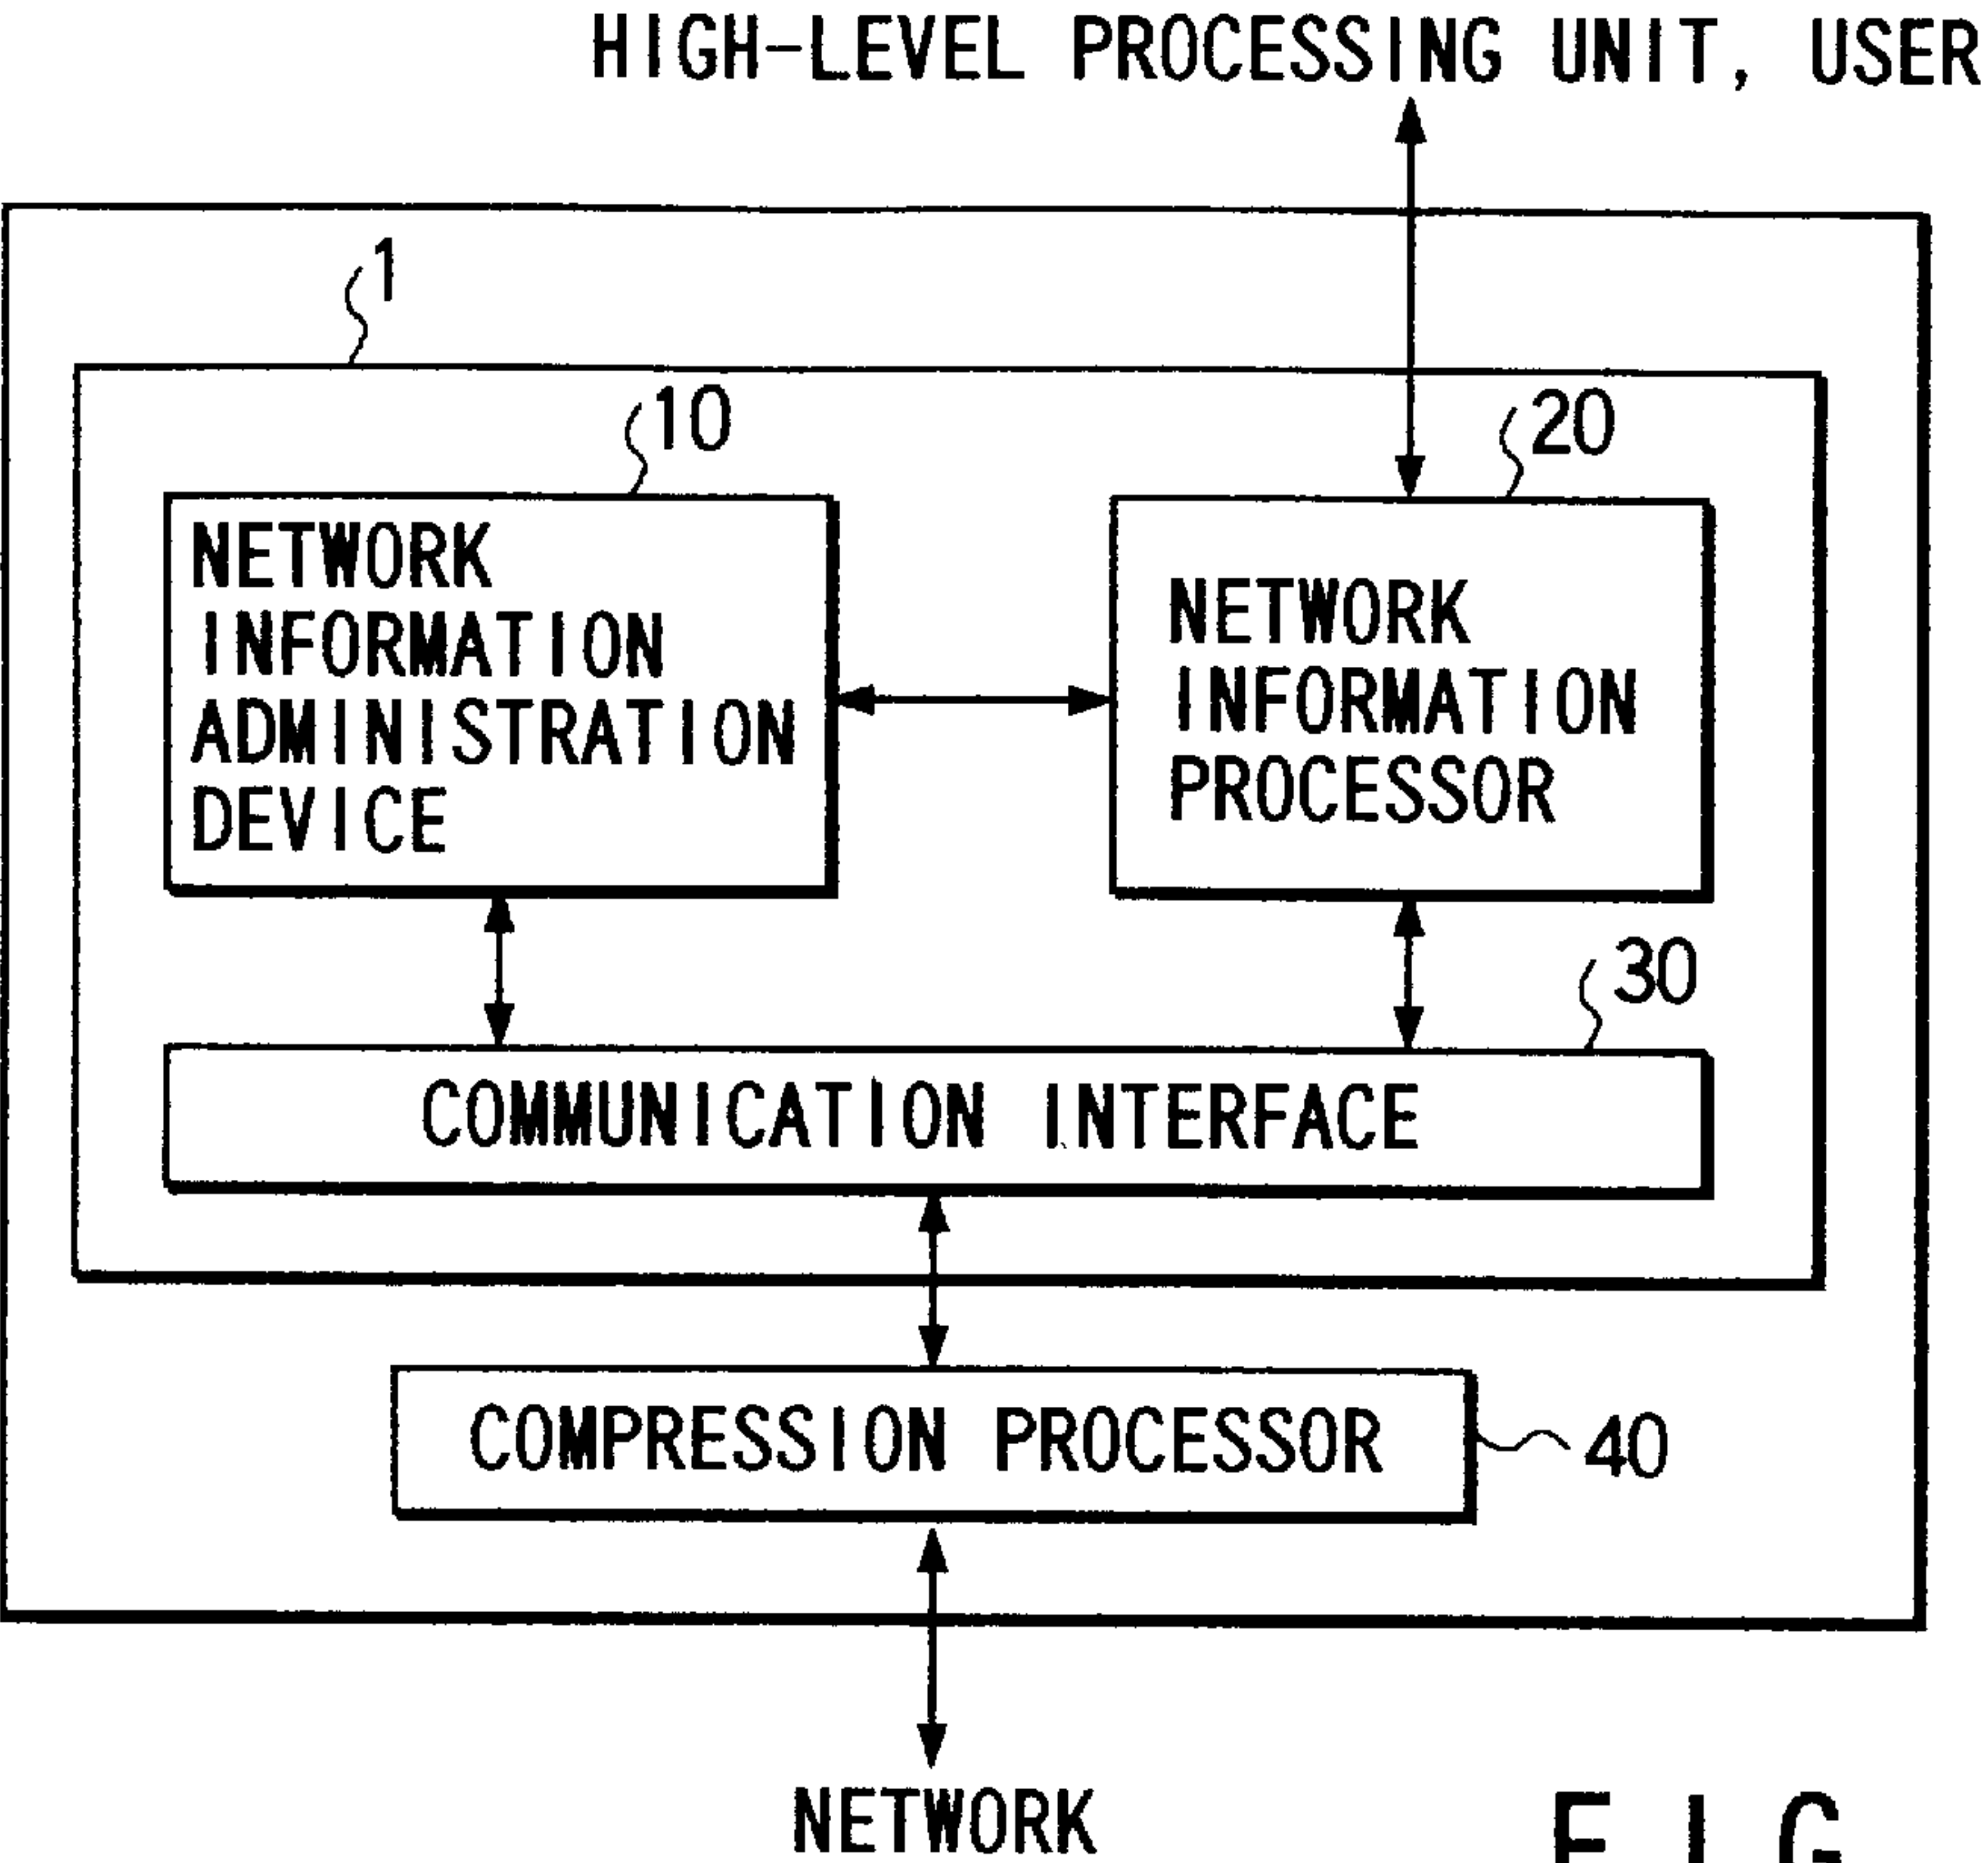 HIGH-LEVEL PROCESSING UNIT, USER
1
10
20
NETWORK
INFORMATION
ADMINISTRATION
DEVICE
NETWORK
INFORMATION
PROCESSOR
30
COMMUNICATION INTERFACE
COMPRESSION PROCESSOR
40
NETWORK
FIG